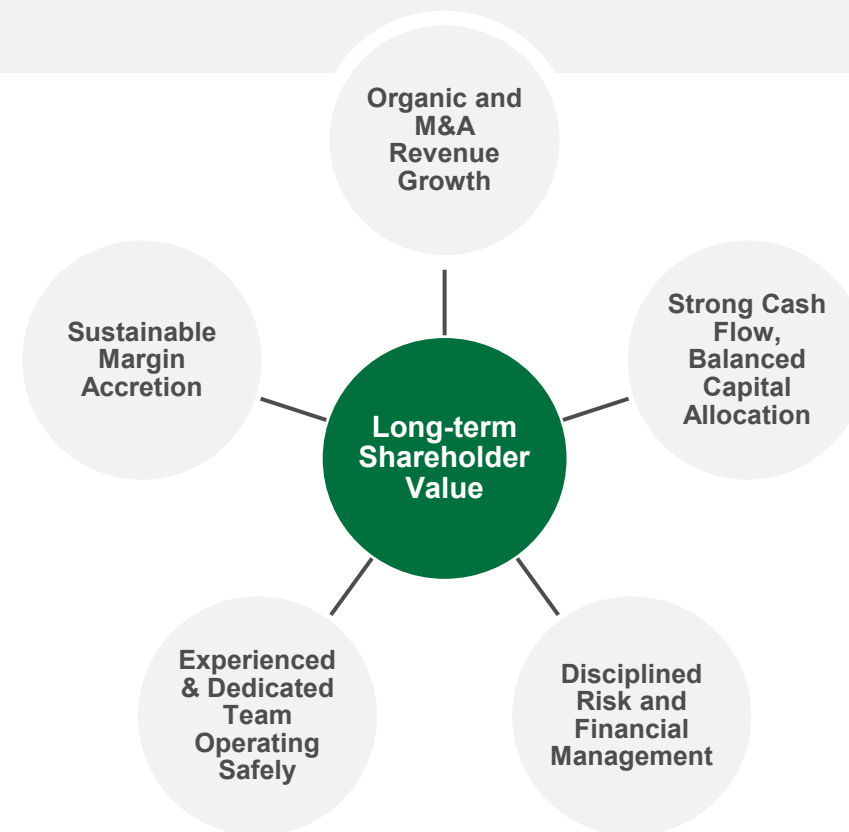 Organic and
M&A
Revenue
Growth
Strong Cash
Flow,
Balanced
Capital
Allocation
Sustainable
Margin
Accretion
Long-term
Shareholder
Value
Experienced
& Dedicated
Team
Operating
Safely
Disciplined
Risk and
Financial
Management